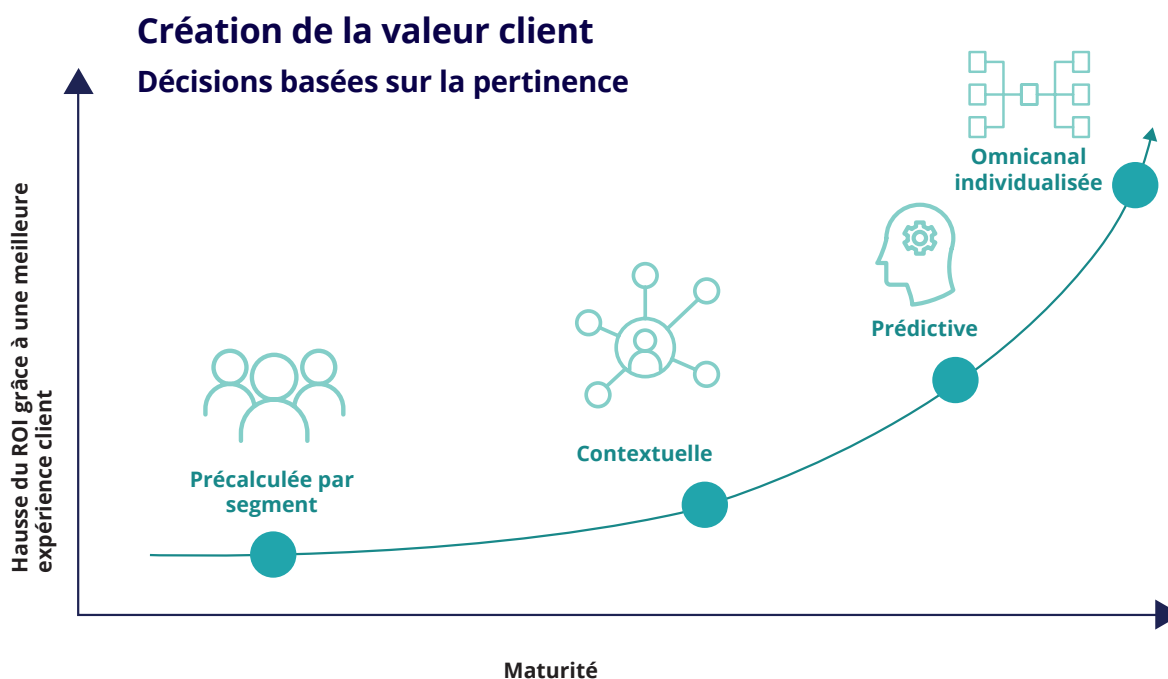 Création de la valeur client
Décisions basées sur la pertinence
Omnicanal
individualisée
Prédictive
Contextuelle
Précalculée par
segment
Hausse du ROI grâce à une meilleure
expérience client
Maturité